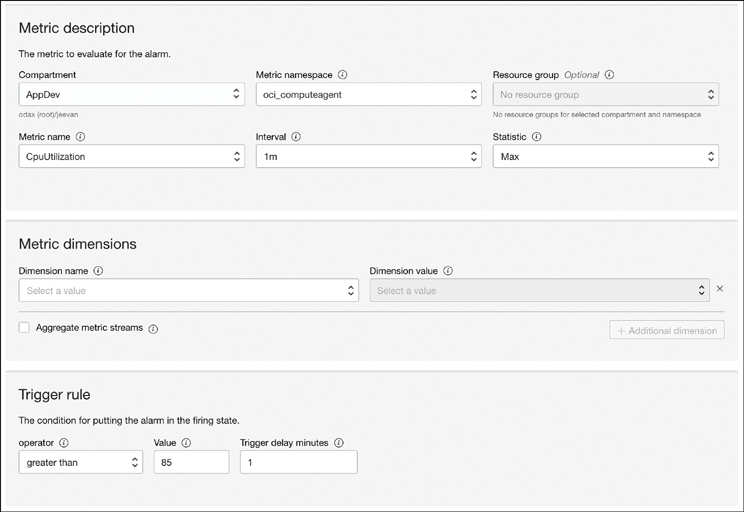 Metric description
The metric to evaluate for the alarm.
Compartment Metric namespace Resource group Optional
AppDev oci_computeagent No resource group
odax (root)/jeevan No resource groups for selected compartment and namespace
Metric name Interval Statistic
CpuUtilization 1m Max
Metric dimensions
Dimension name Dimension value
Select a value Select a value ×
Aggregate metric streams + Additional dimension
Trigger rule
The condition for putting the alarm in the firing state.
operator Value Trigger delay minutes
greater than 85 1